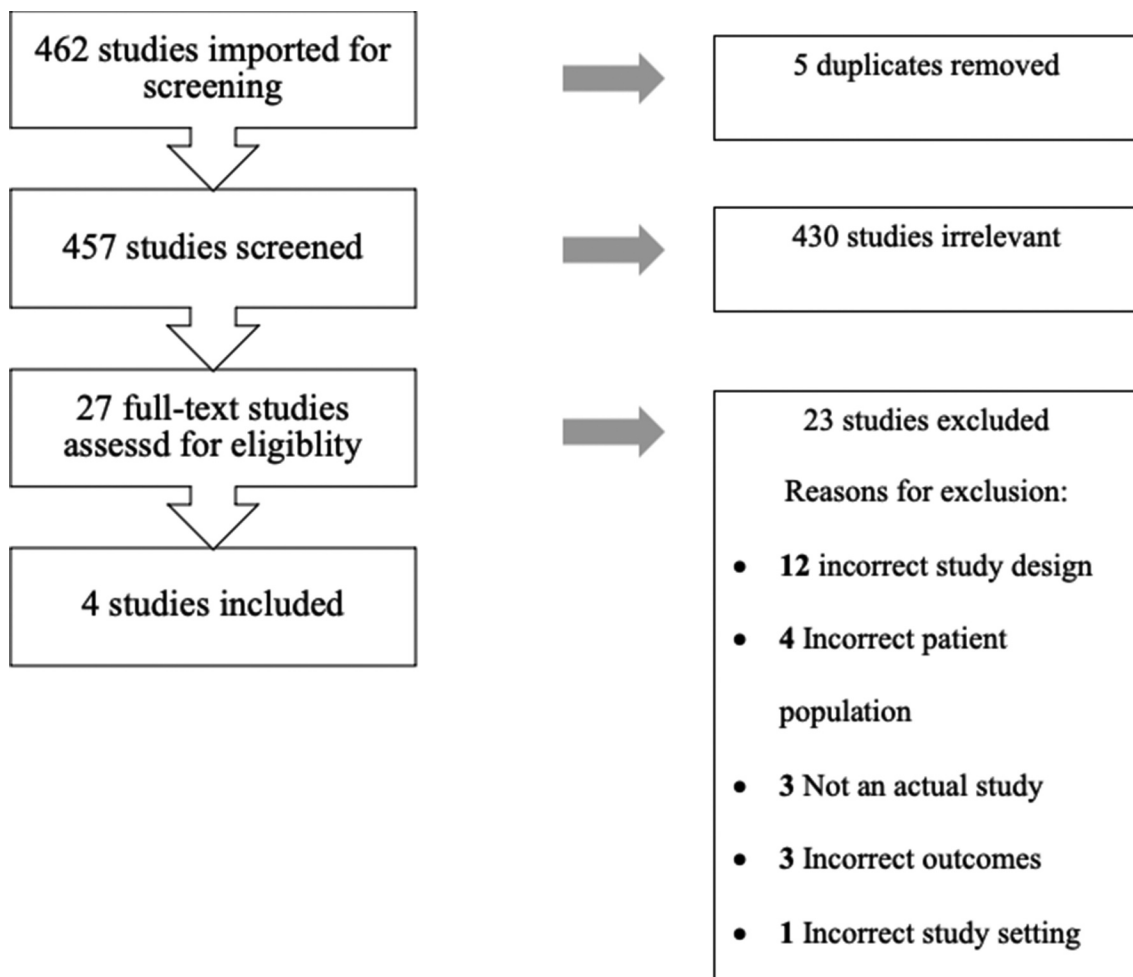 462 studies imported for
screening
5 duplicates removed
457 studies screened
430 studies irrelevant
27 full-text studies
assessd for eligiblity
23 studies excluded
Reasons for exclusion:
• 12 incorrect study design
• 4 Incorrect patient
population
• 3 Not an actual study
• 3 Incorrect outcomes
• 1 Incorrect study setting
4 studies included